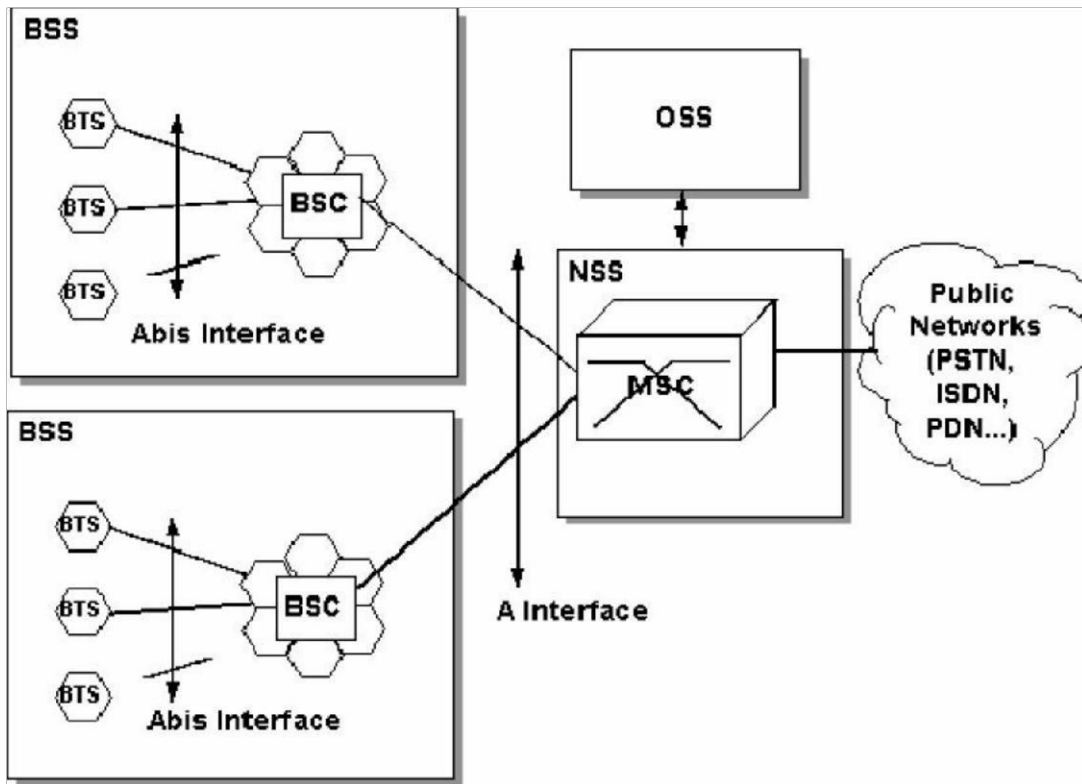 BSS
BTS
BTS
BTS
BSC
Abis Interface
BSS
BTS
BTS
BTS
BSC
Abis Interface
OSS
NSS
MSC
A Interface
Public
Networks
(PSTN,
ISDN,
PDN...)